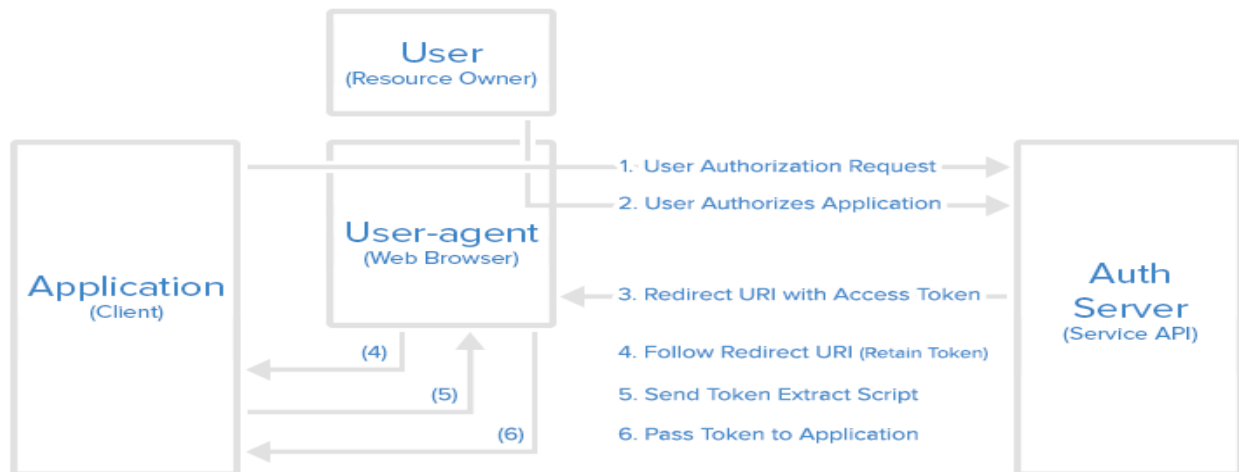 User
(Resource Owner)
1. User Authorization Request
2. User Authorizes Application
User-agent
(Web Browser)
Application
(Client)
3. Redirect URI with Access Token
Auth
Server
(Service API)
(4)
4. Follow Redirect URI (Retain Token)
(5)
5. Send Token Extract Script
(6)
6. Pass Token to Application